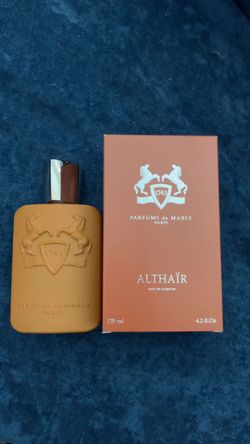 1743
PARFUMS de MARLY
PARIS
1743
ALTHAÏR
EAU DE PARFUM
125 ml
4.2 fl.Oz
PARFUMS
de MARLY
PARIS